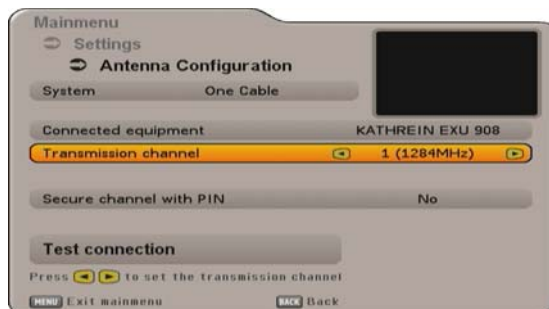 Mainmenu
Settings
Antenna Configuration
System One Cable
Connected equipment KATHREIN EXU 908
Transmission channel 1 (1284MHz)
Secure channel with PIN No
Test connection
Press to set the transmission channel
MENU Exit mainmenu BACK Back